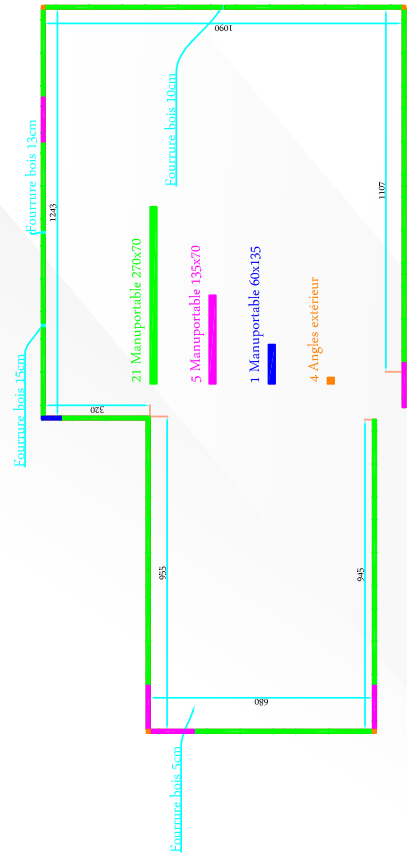 1090
Fourrure bois 10cm
Fourrure bois 13cm
1243
1107
21 Manuportable 270x70
5 Manuportable 135x70
1 Manuportable 60x135
4 Angles extérieur
Fourrure bois 15cm
320
955
945
680
Fourrure bois 5cm